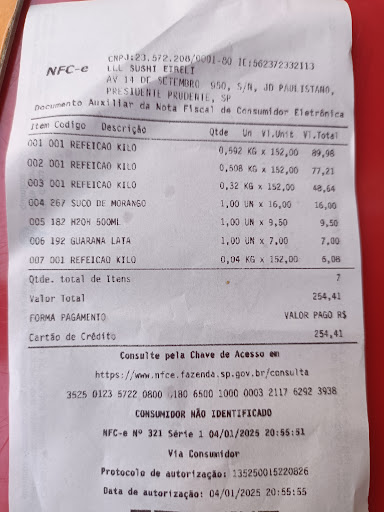 CNPJ:23.572.208/0001-80 IE:562372332113
NFC-e
LLL SUSHI EIRELI
AV 14 DE SETEMBRO 950, S/N, JD PAULISTANO,
PRESIDENTE PRUDENTE, SP
Documento Auxiliar da Nota Fiscal de Consumidor Eletrônica
Item Codigo Descrição Qtde Un Vl.Unit Vl.Total
001 001 REFEICAO KILO 0,592 KG x 152,00 89,98
002 001 REFEICAO KILO 0,508 KG x 152,00 77,21
003 001 REFEICAO KILO 0,32 KG x 152,00 48,64
004 267 SUCO DE MORANGO 1,00 UN x 16,00 16,00
005 182 H2OH 500ML 1,00 UN x 9,50 9,50
006 192 GUARANA LATA 1,00 UN x 7,00 7,00
007 001 REFEICAO KILO 0,04 KG x 152,00 6,08
Qtde. total de Itens 7
Valor Total 254,41
FORMA PAGAMENTO VALOR PAGO R$
Cartão de Crédito 254,41
Consulte pela Chave de Acesso em
https://www.nfce.fazenda.sp.gov.br/consulta
3525 0123 5722 0800 0180 6500 1000 0003 2117 6292 3938
CONSUMIDOR NÃO IDENTIFICADO
NFC-e Nº 321 Série 1 04/01/2025 20:55:51
Via Consumidor
Protocolo de autorização: 135250015220826
Data de autorização: 04/01/2025 20:55:55